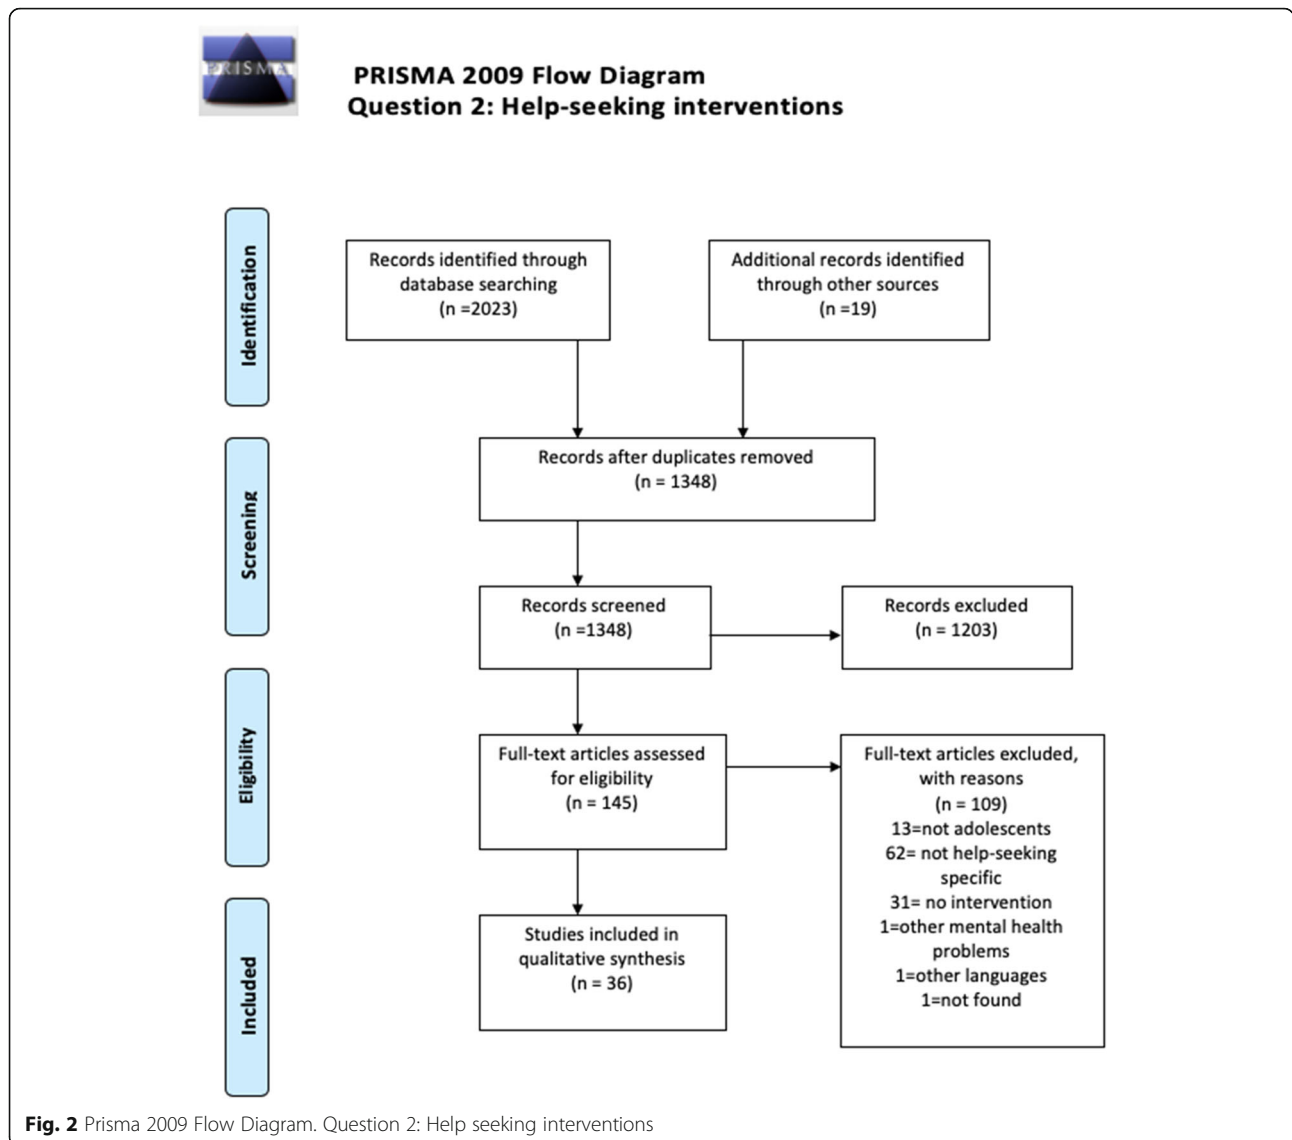 PRISMA
PRISMA 2009 Flow Diagram
Question 2: Help-seeking interventions
Identification
Records identified through
database searching
(n =2023)
Additional records identified
through other sources
(n =19)
Screening
Records after duplicates removed
(n = 1348)
Records screened
(n =1348)
Records excluded
(n = 1203)
Eligibility
Full-text articles assessed
for eligibility
(n = 145)
Full-text articles excluded,
with reasons
(n = 109)
13=not adolescents
62= not help-seeking
specific
31= no intervention
1=other mental health
problems
1=other languages
1=not found
Included
Studies included in
qualitative synthesis
(n = 36)
Fig. 2 Prisma 2009 Flow Diagram. Question 2: Help seeking interventions